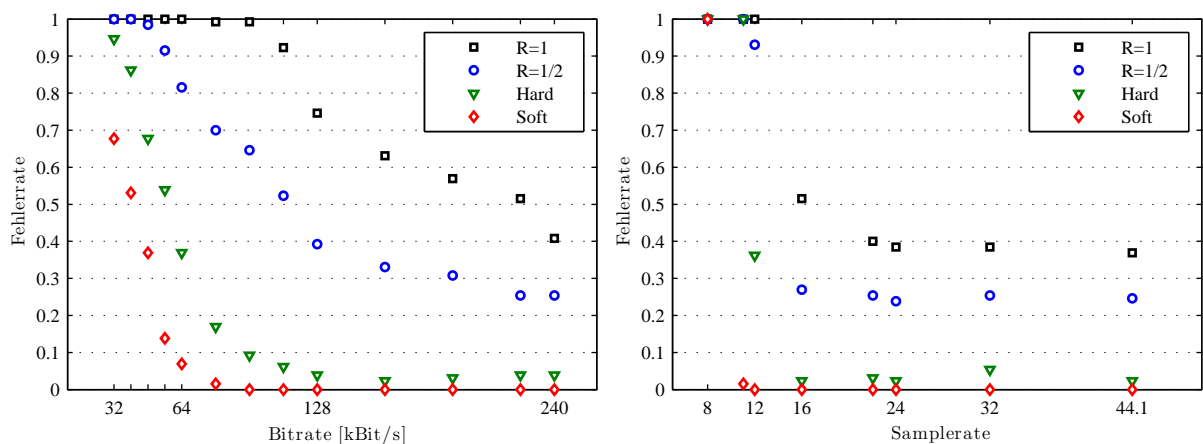 1
0.9
0.8
0.7
0.6
0.5
0.4
0.3
0.2
0.1
0
Fehlerrate
R=1
R=1/2
Hard
Soft
32 64 128 240
Bitrate [kBit/s]
1
0.9
0.8
0.7
0.6
0.5
0.4
0.3
0.2
0.1
0
Fehlerrate
R=1
R=1/2
Hard
Soft
8 12 16 24 32 44.1
Samplerate